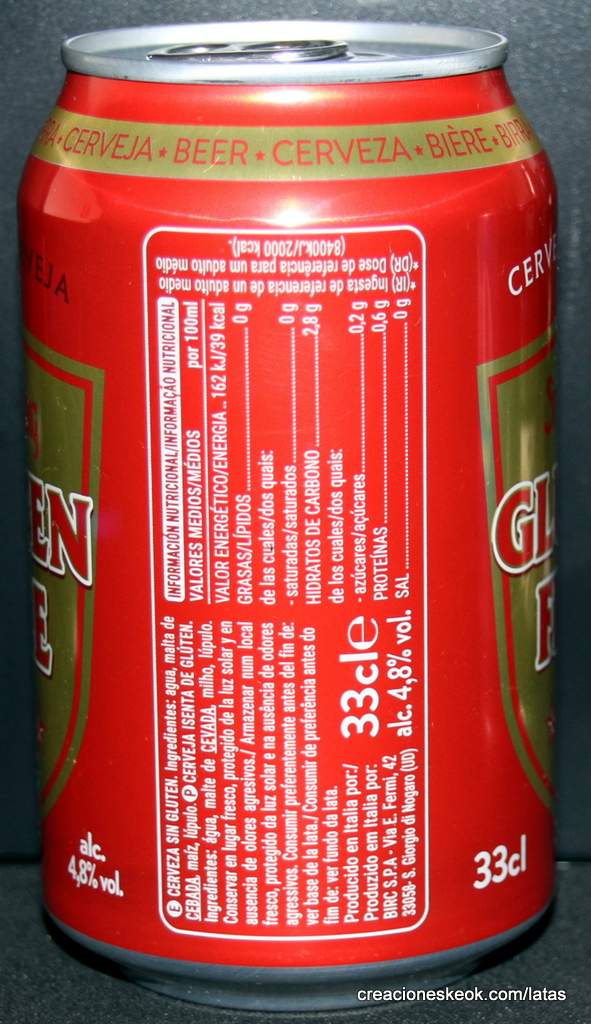 CERVEJA ★ BEER ★ CERVEZA ★ BIÈRE ★ BIRRA
VEJA
CERV
EN
E
GL
F
INFORMACIÓN NUTRICIONAL/INFORMAÇÃO NUTRICIONAL
VALORES MEDIOS/MÉDIOS por 100ml
VALOR ENERGÉTICO/ENERGIA.. 162 kJ/39 kcal
GRASAS/LÍPIDOS 0 g
de las cuales/dos quais:
- saturadas/saturados 0 g
HIDRATOS DE CARBONO 2,8 g
de los cuales/dos quais:
- azúcares/açúcares 0,2 g
PROTEÍNAS 0,6 g
SAL 0 g
*(IR) Ingesta de referencia de un adulto medio
*(DR) Dose de referência para um adulto médio
(8400kJ/2000 kcal).
E CERVEZA SIN GLUTEN. Ingredientes: agua, malta de
CEBADA, maíz, lúpulo. P CERVEJA ISENTA DE GLÚTEN.
Ingredientes: água, malte de CEVADA, milho, lúpulo.
Conservar en lugar fresco, protegido de la luz solar y en
ausencia de olores agresivos./ Armazenar num local
fresco, protegido da luz solar e na ausência de odores
agressivos. Consumir preferentemente antes del fin de:
ver base de la lata./ Consumir de preferência antes do
fim de: ver fundo da lata.
Producido en Italia por:/
Produzido em Italia por:
BIRC S.P.A - Via E. Fermi, 42
33058- S. Giorgio di Nogaro (UD)
33cl e
alc. 4,8% vol.
alc.
4,8% vol.
33cl
creacioneskeok.com/latas